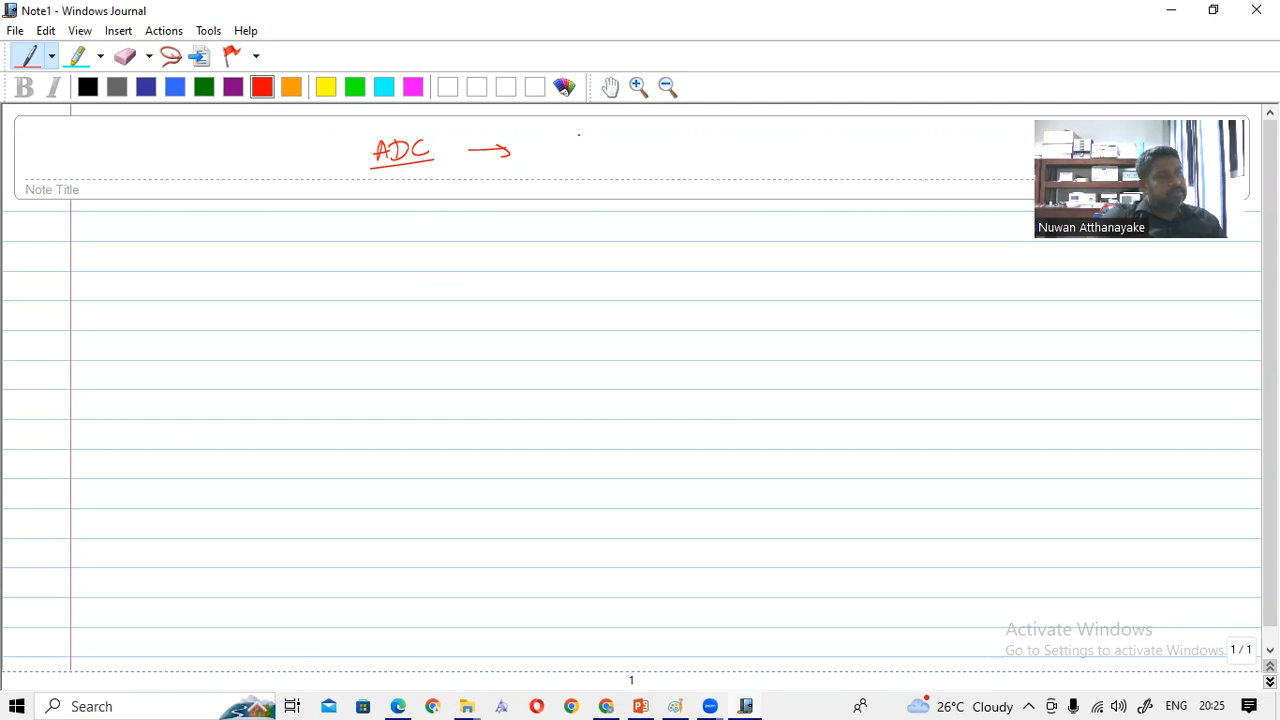 Note1 - Windows Journal
File Edit View Insert Actions Tools Help
B I
ADC →
Note Title
Nuwan Atthanayake
Activate Windows
Go to Settings to activate Windows.
1 / 1
1
Search
26°C Cloudy
ENG
20:25